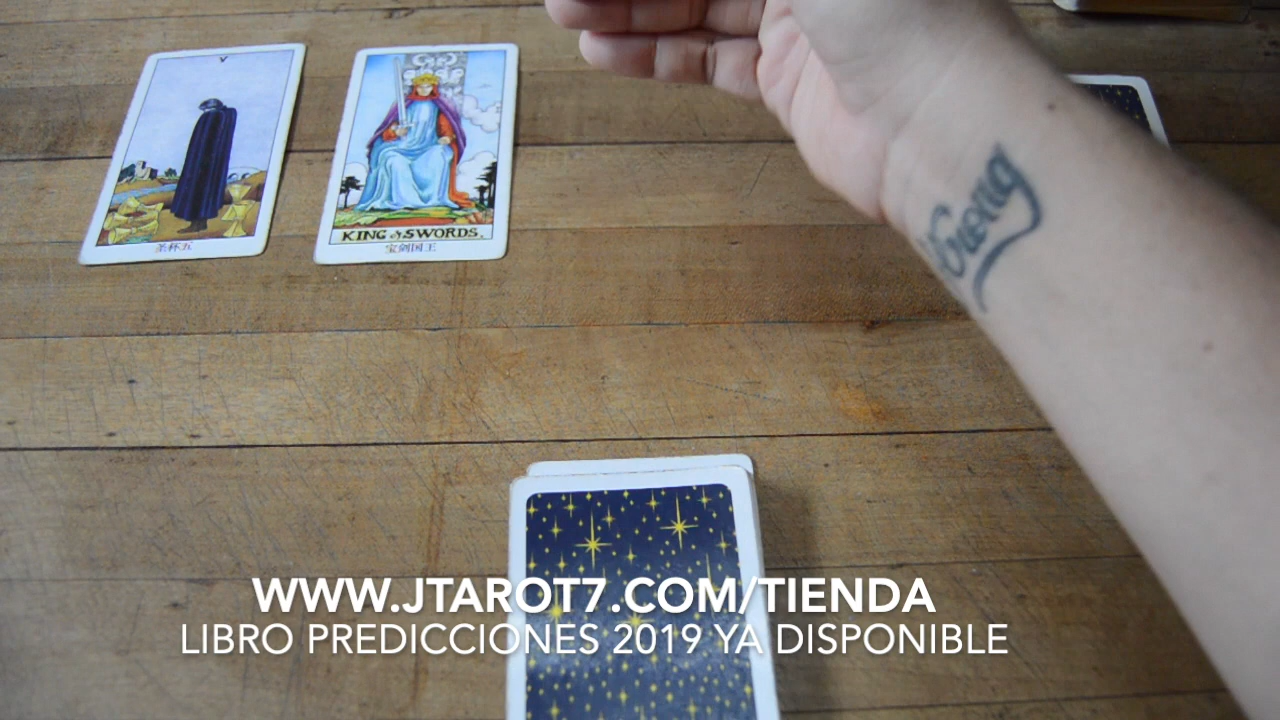 V
圣杯五
KING of SWORDS.
宝剑国王
WWW.JTAROT7.COM/TIENDA
LIBRO PREDICCIONES 2019 YA DISPONIBLE